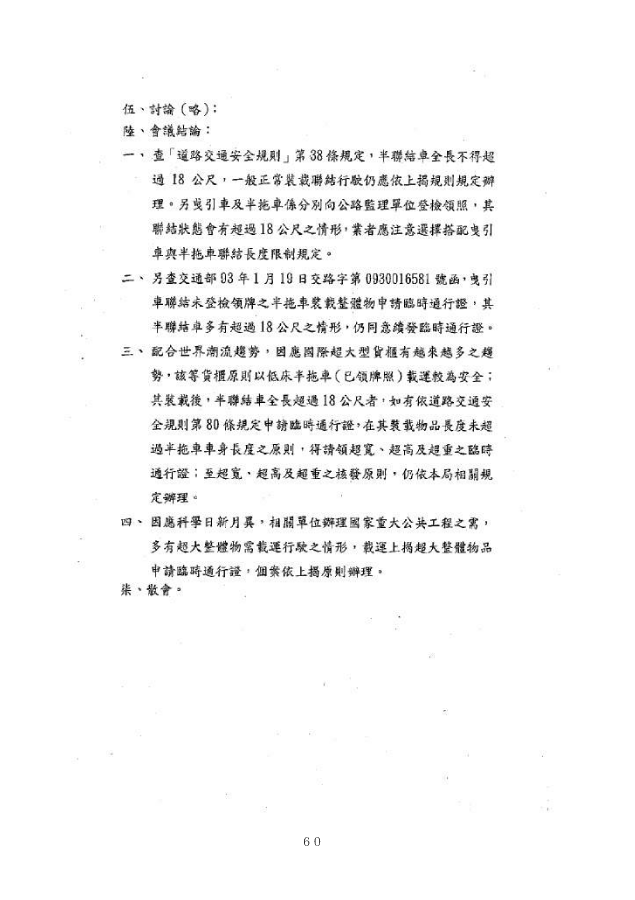 伍、討論(略)：
陸、會議結論：
一、查「道路交通安全規則」第38條規定，半聯結車全長不得超
過 18 公尺，一般正常裝載聯結行駛仍應依上揭規則規定辦
理。另曳引車及半拖車係分別向公路監理單位登檢領照，其
聯結狀態會有超過18公尺之情形，業者應注意選擇搭配曳引
車與半拖車聯結長度限制規定。
二、另查交通部93年1月19日交路字第0930016581號函，曳引
車聯結未登檢領牌之半拖車裝載整體物申請臨時通行證，其
半聯結車多有超過18公尺之情形，仍同意續發臨時通行證。
三、配合世界潮流趨勢，因應國際超大型貨櫃有越來越多之趨
勢，該等貨櫃原則以低床半拖車(已領牌照)載運較為安全；
其裝載後，半聯結車全長超過18公尺者，如有依道路交通安
全規則第80條規定申請臨時通行證，在其裝載物品長度未超
過半拖車車身長度之原則，得請領超寬、超高及超重之臨時
通行證；至超寬、超高及超重之核發原則，仍依本局相關規
定辦理。
四、因應科學日新月異，相關單位辦理國家重大公共工程之需，
多有超大整體物需載運行駛之情形，載運上揭超大整體物品
申請臨時通行證，個案依上揭原則辦理。
柒、散會。
60